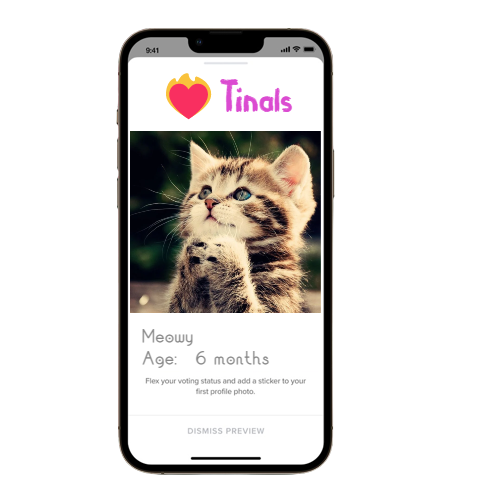 9:41
Tinals
Meowy
Age: 6 months
Flex your voting status and add a sticker to your
first profile photo.
DISMISS PREVIEW